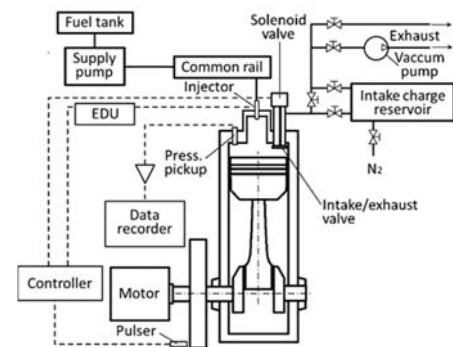 Fuel tank
Supply
pump
Common rail
Injector
EDU
Press.
pickup
Data
recorder
Controller
Motor
Pulser
Solenoid
valve
Exhaust
Vaccum
pump
Intake charge
reservoir
N₂
Intake/exhaust
valve